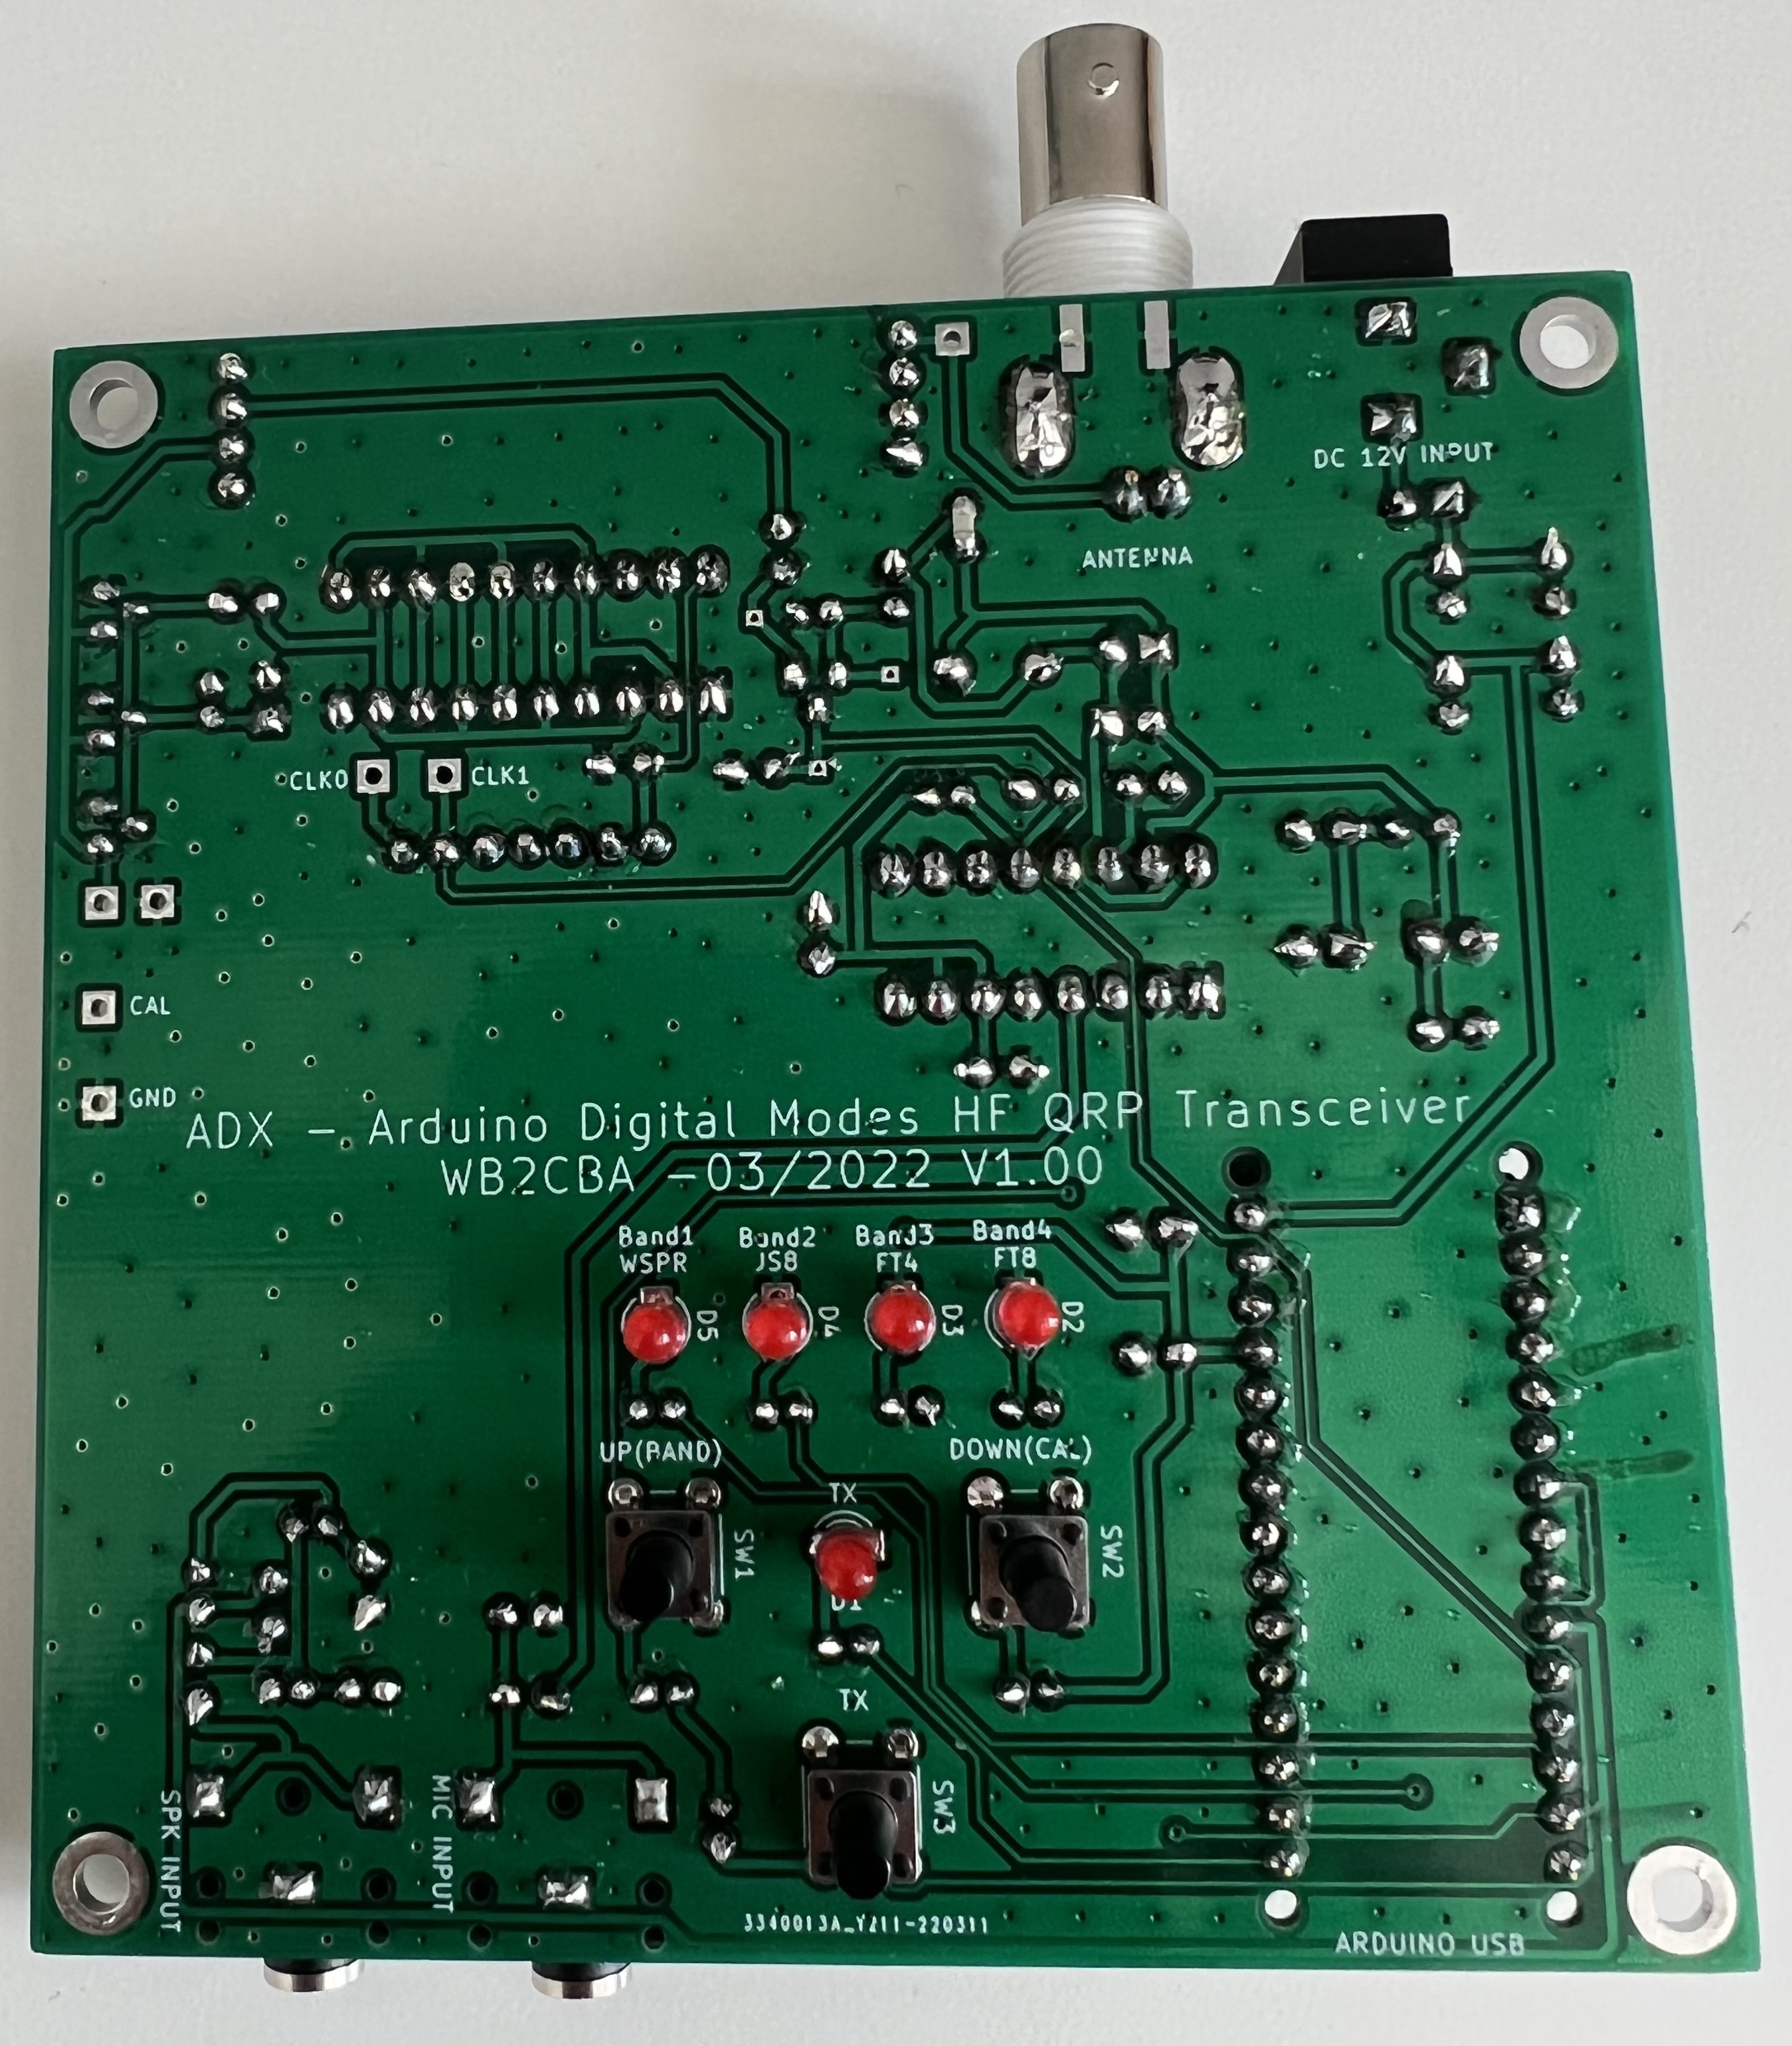 DC 12V INPUT
ANTENNA
CLK0
CLK1
CAL
GND
ADX - Arduino Digital Modes HF QRP Transceiver
WB2CBA -03/2022 V1.00
Band1
WSPR
Band2
JS8
Band3
FT4
Band4
FT8
D5
D4
D3
D2
UP(BAND)
DOWN(CAL)
TX
SW1
SW2
D1
TX
SW3
SPK INPUT
MIC INPUT
3340013A_Y211-220311
ARDUINO USB